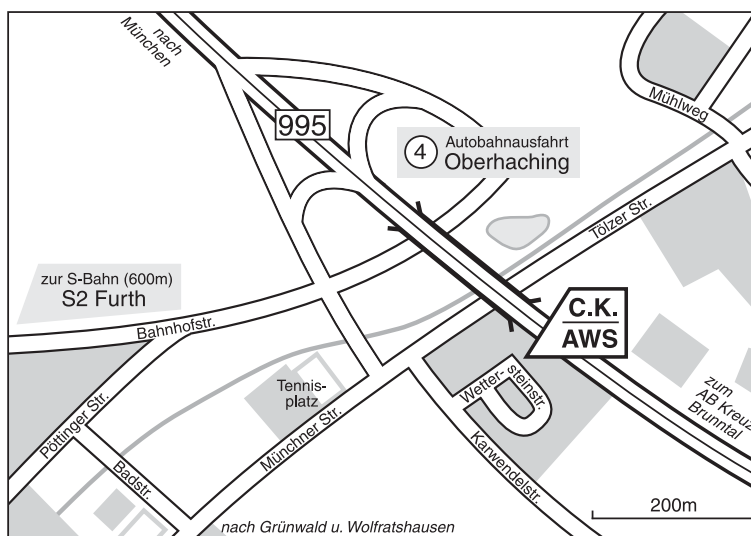 nach
München
995
4
Autobahnausfahrt
Oberhaching
Mühlweg
Tölzer Str.
zur S-Bahn (600m)
S2 Furth
Bahnhofstr.
C.K.
AWS
Tennis-
platz
Wetter-
steinstr.
zum
AB Kreuz
Brunntal
Pöttinger Str.
Münchner Str.
Badstr.
Karwendelstr.
200m
nach Grünwald u. Wolfratshausen